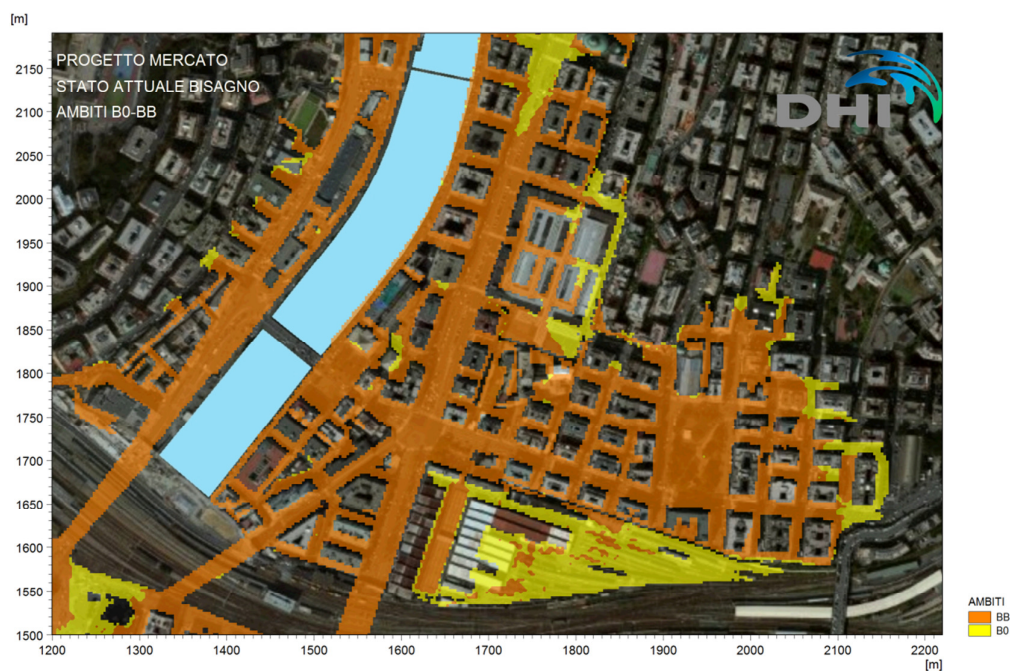 [m]
PROGETTO MERCATO
STATO ATTUALE BISAGNO
AMBITI B0-BB
DHI
2150
2100
2050
2000
1950
1900
1850
1800
1750
1700
1650
1600
1550
1500
1200 1300 1400 1500 1600 1700 1800 1900 2000 2100 2200
[m]
AMBITI
BB
B0